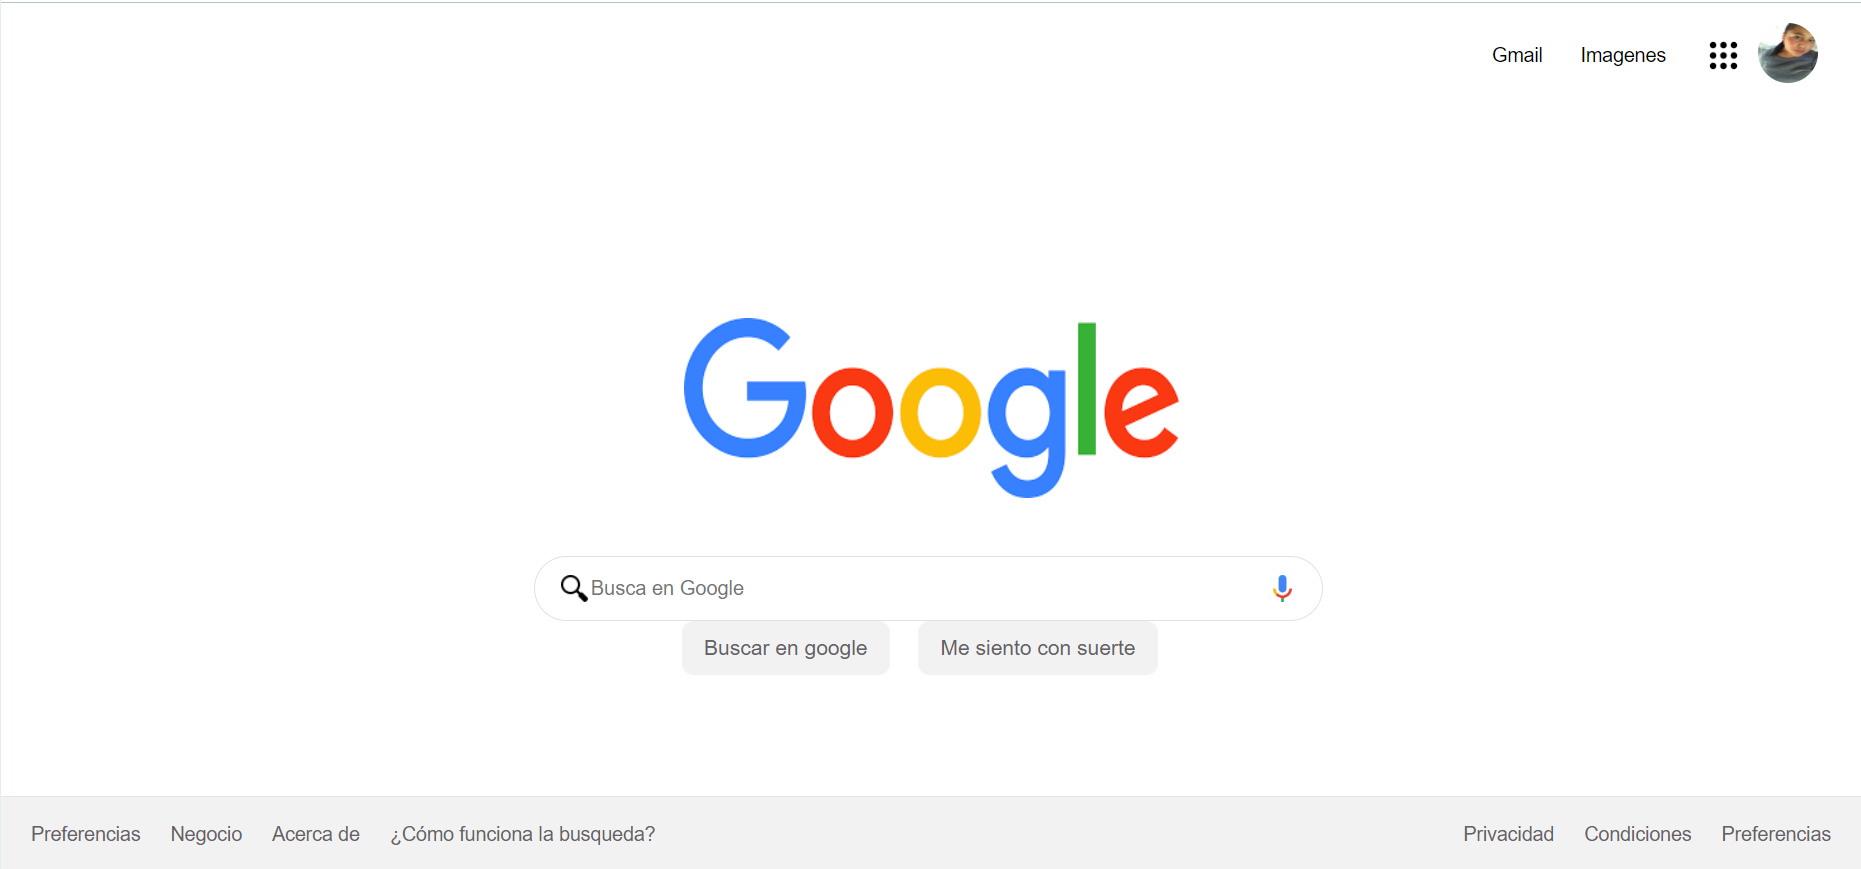 Gmail Imagenes
Google
Busca en Google
Buscar en google Me siento con suerte
Preferencias Negocio Acerca de ¿Cómo funciona la busqueda? Privacidad Condiciones Preferencias